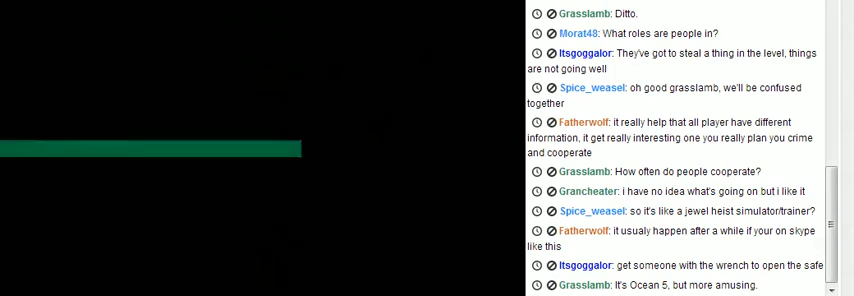 Grasslamb: Ditto.
Morat48: What roles are people in?
Itsgoggalor: They've got to steal a thing in the level, things
are not going well
Spice_weasel: oh good grasslamb, we'll be confused
together
Fatherwolf: it really help that all player have different
information, it get really interesting one you really plan you crime
and cooperate
Grasslamb: How often do people cooperate?
Grancheater: i have no idea what's going on but i like it
Spice_weasel: so it's like a jewel heist simulator/trainer?
Fatherwolf: it usualy happen after a while if your on skype
like this
Itsgoggalor: get someone with the wrench to open the safe
Grasslamb: It's Ocean 5, but more amusing.